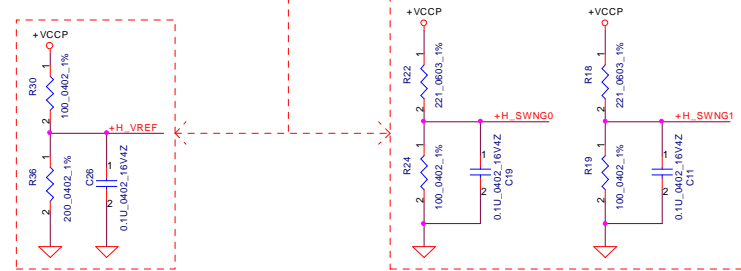 +VCCP
1
R30
100_0402_1%
2
+H_VREF
1
R36
200_0402_1%
2
1
C26
2
0.1U_0402_16V4Z
+VCCP
1
R22
221_0603_1%
2
+H_SWNG0
1
R24
100_0402_1%
2
1
2
0.1U_0402_16V4Z
C19
+VCCP
1
R18
221_0603_1%
2
+H_SWNG1
1
R19
100_0402_1%
2
1
2
0.1U_0402_16V4Z
C11